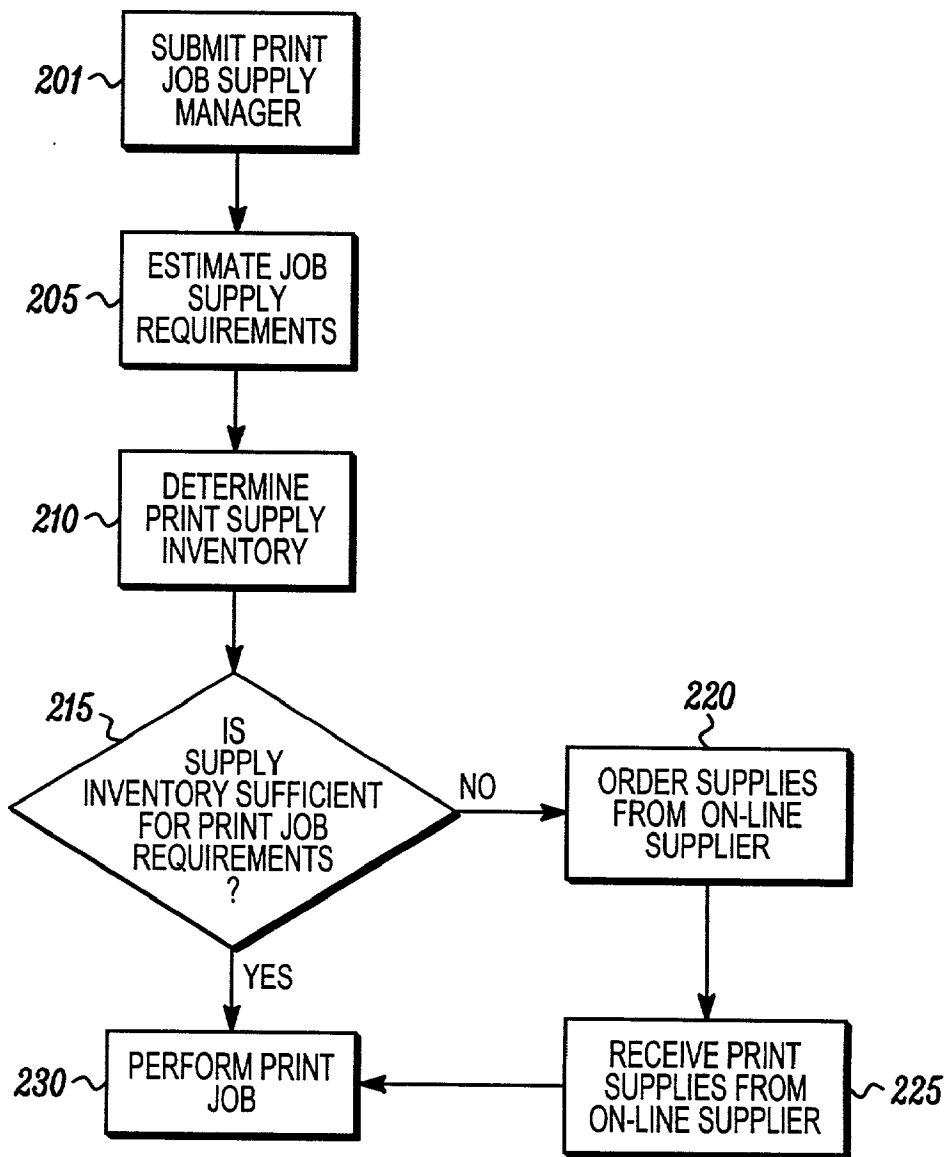 201
SUBMIT PRINT
JOB SUPPLY
MANAGER
205
ESTIMATE JOB
SUPPLY
REQUIREMENTS
210
DETERMINE
PRINT SUPPLY
INVENTORY
215
IS
SUPPLY
INVENTORY SUFFICIENT
FOR PRINT JOB
REQUIREMENTS
?
NO
220
ORDER SUPPLIES
FROM ON-LINE
SUPPLIER
YES
230
PERFORM PRINT
JOB
RECEIVE PRINT
SUPPLIES FROM
ON-LINE SUPPLIER
225